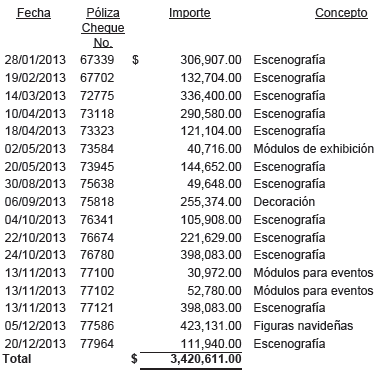 Fecha Póliza Importe Concepto
Cheque
No.
28/01/2013 67339 $ 306,907.00 Escenografía
19/02/2013 67702 132,704.00 Escenografía
14/03/2013 72775 336,400.00 Escenografía
10/04/2013 73118 290,580.00 Escenografía
18/04/2013 73323 121,104.00 Escenografía
02/05/2013 73584 40,716.00 Módulos de exhibición
20/05/2013 73945 144,652.00 Escenografía
30/08/2013 75638 49,648.00 Escenografía
06/09/2013 75818 255,374.00 Decoración
04/10/2013 76341 105,908.00 Escenografía
22/10/2013 76674 221,629.00 Escenografía
24/10/2013 76780 398,083.00 Escenografía
13/11/2013 77100 30,972.00 Módulos para eventos
13/11/2013 77102 52,780.00 Módulos para eventos
13/11/2013 77121 398,083.00 Escenografía
05/12/2013 77586 423,131.00 Figuras navideñas
20/12/2013 77964 111,940.00 Escenografía
Total $ 3,420,611.00